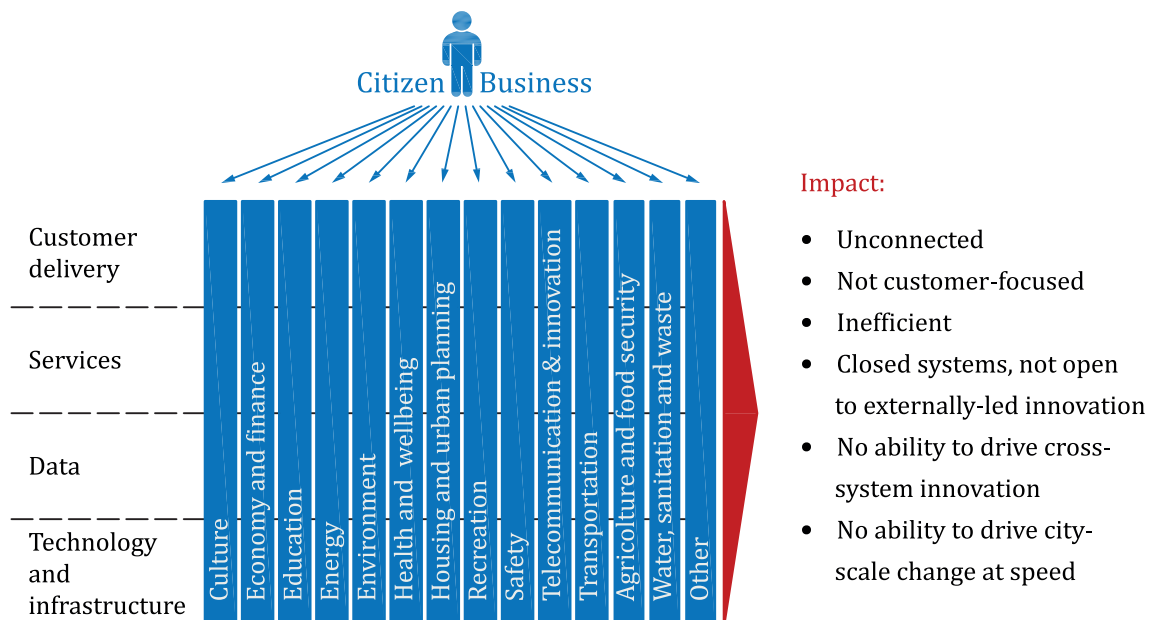 Citizen Business
Impact:
Customer
delivery
Services
Data
Technology
and
infrastructure
Culture
Economy and finance
Education
Energy
Environment
Health and wellbeing
Housing and urban planning
Recreation
Safety
Telecommunication & innovation
Transportation
Agricolture and food security
Water, sanitation and waste
Other
• Unconnected
• Not customer-focused
• Inefficient
• Closed systems, not open
to externally-led innovation
• No ability to drive cross-
system innovation
• No ability to drive city-
scale change at speed